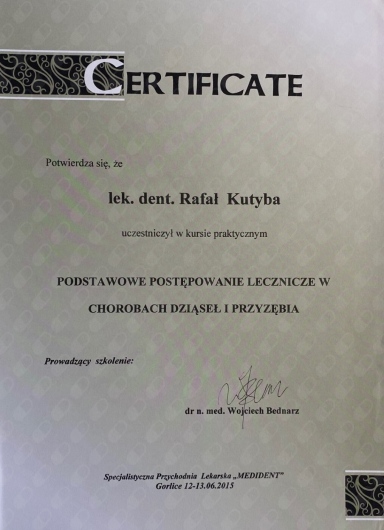 CERTIFICATE
Potwierdza się, że
lek. dent. Rafał Kutyba
uczestniczył w kursie praktycznym
PODSTAWOWE POSTĘPOWANIE LECZNICZE W
CHOROBACH DZIĄSEŁ I PRZYZĘBIA
Prowadzący szkolenie:
dr n. med. Wojciech Bednarz
Specjalistyczna Przychodnia Lekarska „MEDIDENT"
Gorlice 12-13.06.2015